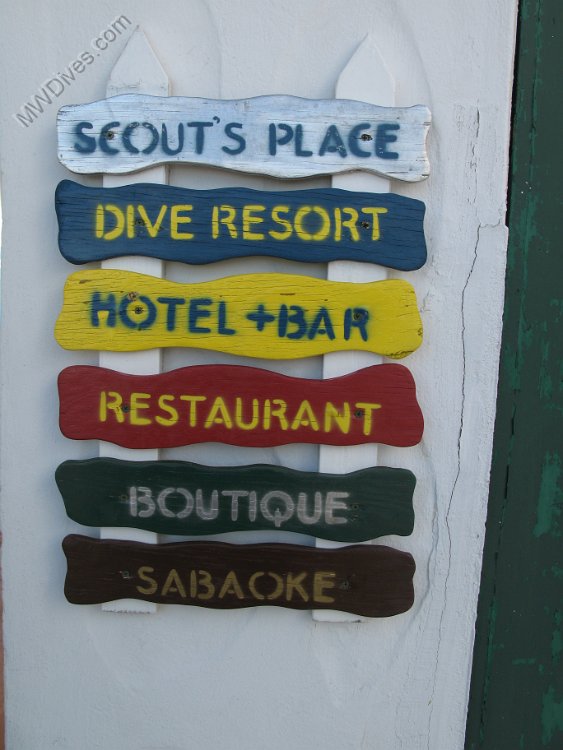 MWDives.com
SCOUT'S PLACE
DIVE RESORT
HOTEL + BAR
RESTAURANT
BOUTIQUE
SABAOKE